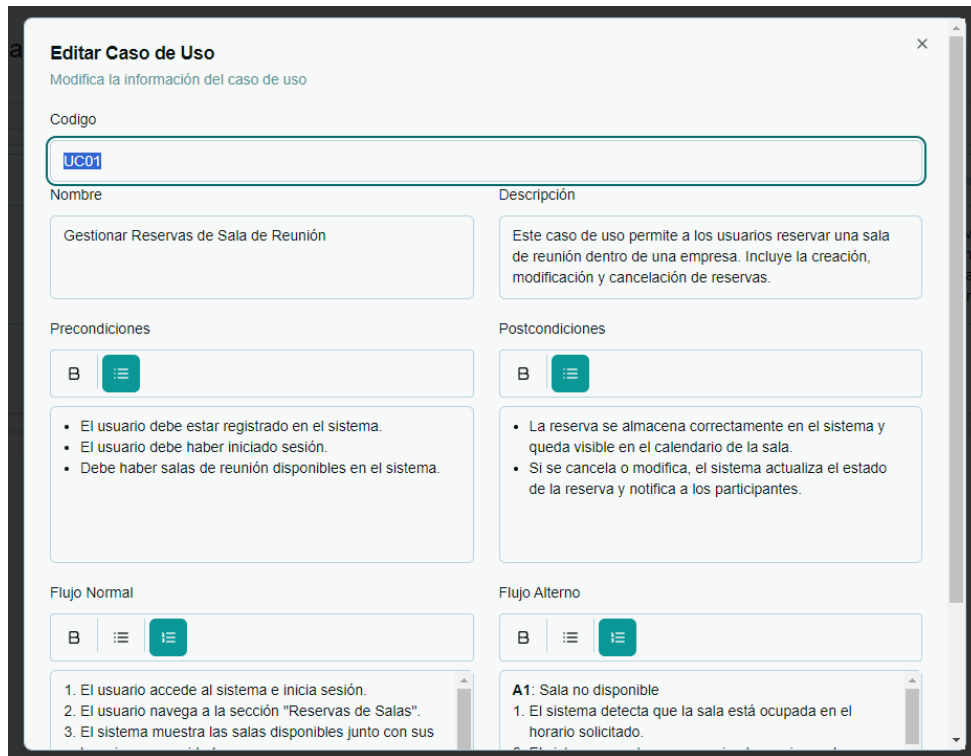 Editar Caso de Uso
Modifica la información del caso de uso
Codigo
UC01
Nombre
Gestionar Reservas de Sala de Reunión
Descripción
Este caso de uso permite a los usuarios reservar una sala
de reunión dentro de una empresa. Incluye la creación,
modificación y cancelación de reservas.
Precondiciones
B
• El usuario debe estar registrado en el sistema.
• El usuario debe haber iniciado sesión.
• Debe haber salas de reunión disponibles en el sistema.
Postcondiciones
B
• La reserva se almacena correctamente en el sistema y
queda visible en el calendario de la sala.
• Si se cancela o modifica, el sistema actualiza el estado
de la reserva y notifica a los participantes.
Flujo Normal
B
1. El usuario accede al sistema e inicia sesión.
2. El usuario navega a la sección "Reservas de Salas".
3. El sistema muestra las salas disponibles junto con sus
Flujo Alterno
B
A1: Sala no disponible
1. El sistema detecta que la sala está ocupada en el
horario solicitado.